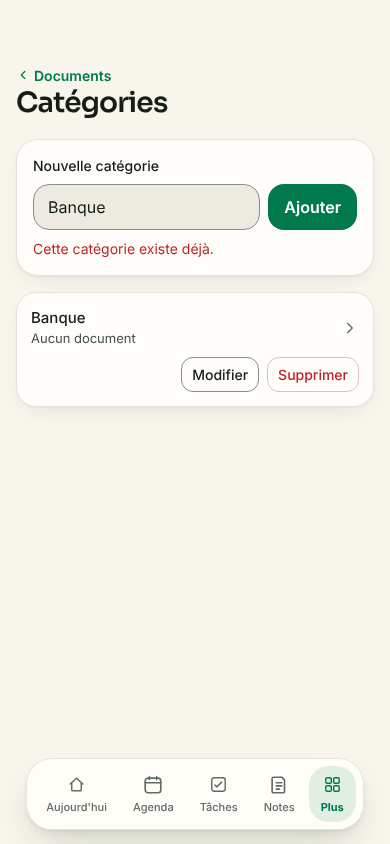 Documents
Catégories
Nouvelle catégorie
Banque
Ajouter
Cette catégorie existe déjà.
Banque
Aucun document
Modifier
Supprimer
Aujourd'hui
Agenda
Tâches
Notes
Plus